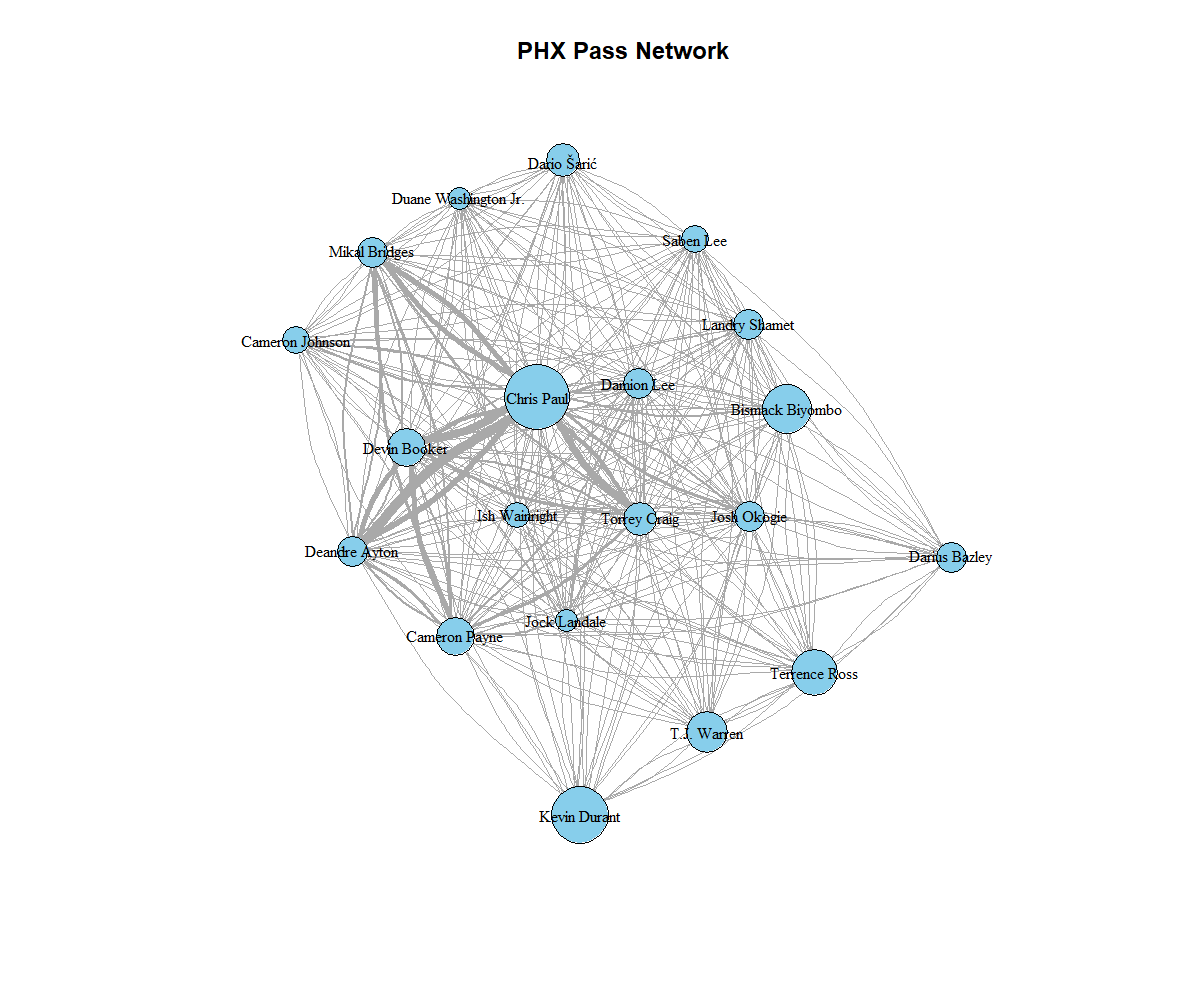 PHX Pass Network
Dario Šarić
Duane Washington Jr.
Saben Lee
Mikal Bridges
Landry Shamet
Cameron Johnson
Damion Lee
Chris Paul
Bismack Biyombo
Devin Booker
Ish Wainright
Torrey Craig
Josh Okogie
Deandre Ayton
Darius Bazley
Jock Landale
Cameron Payne
Terrence Ross
T.J. Warren
Kevin Durant